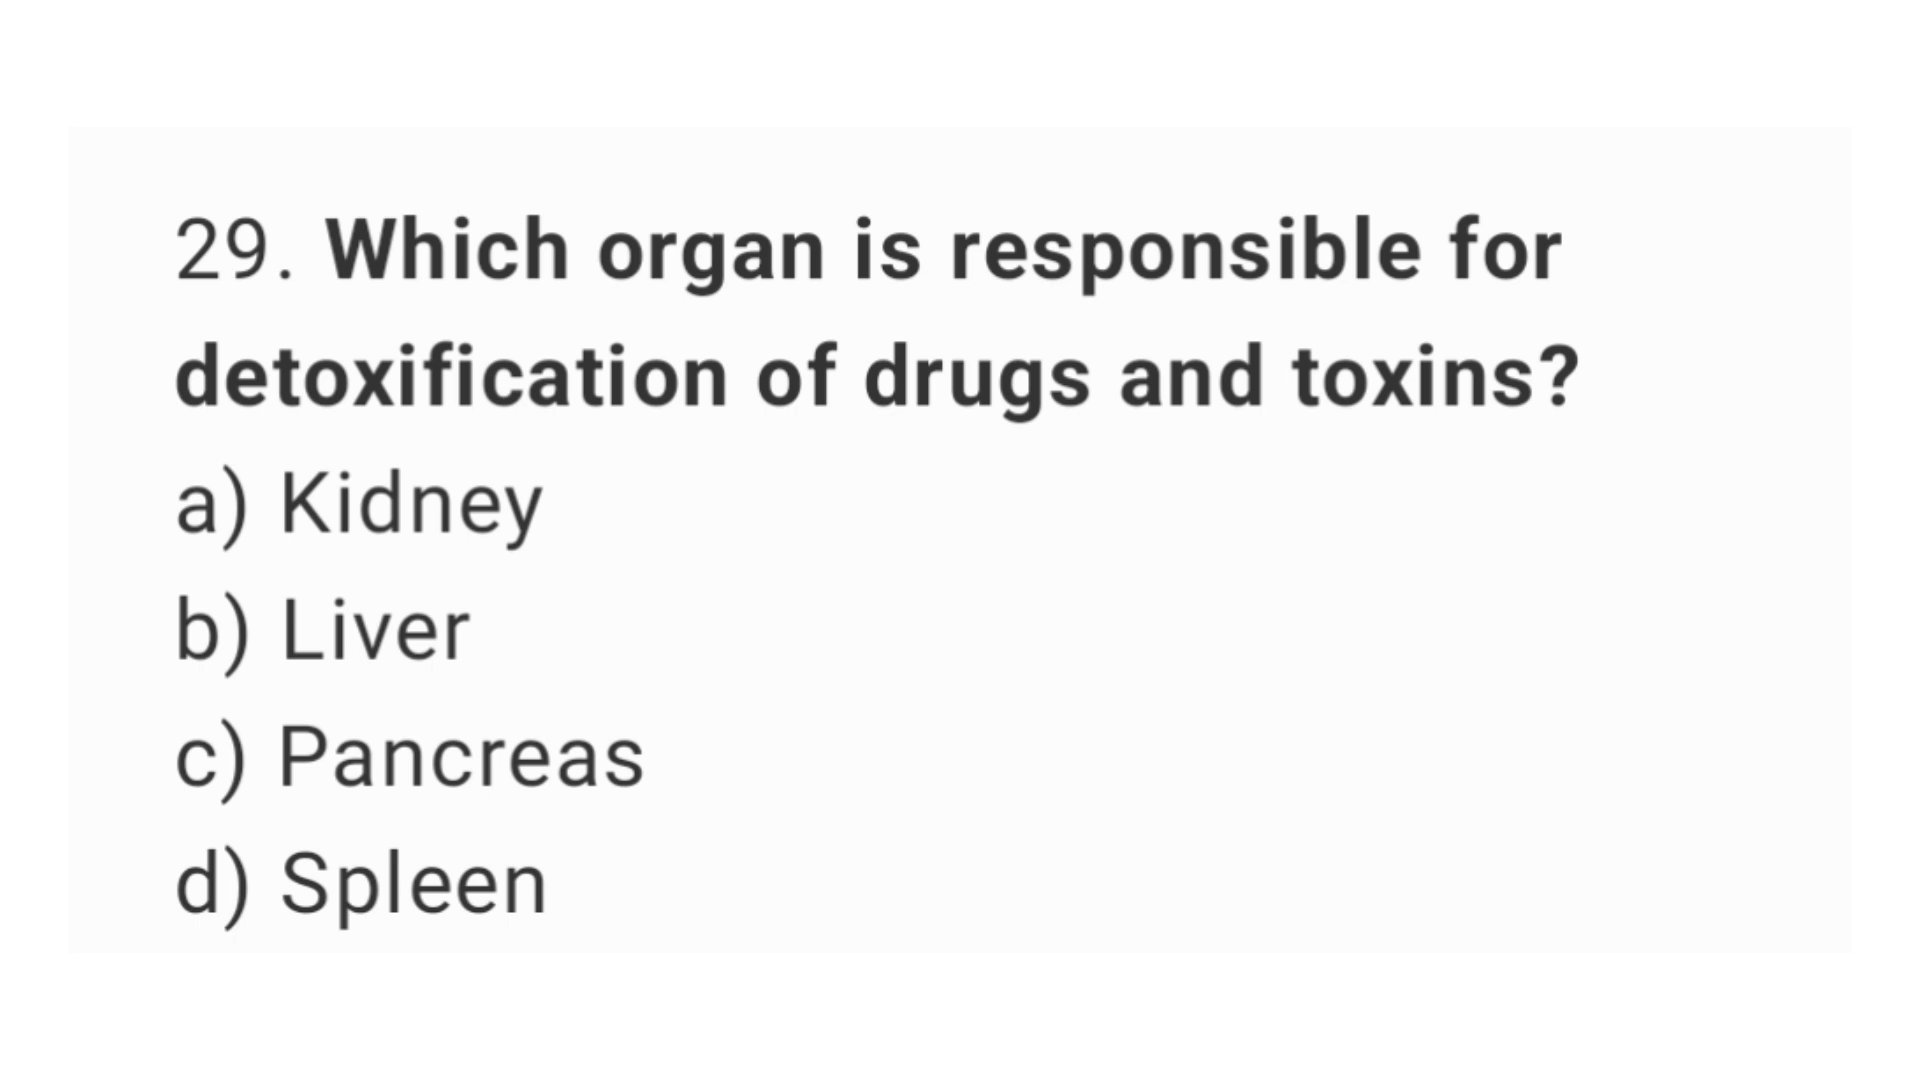 29. Which organ is responsible for
detoxification of drugs and toxins?
a) Kidney
b) Liver
c) Pancreas
d) Spleen